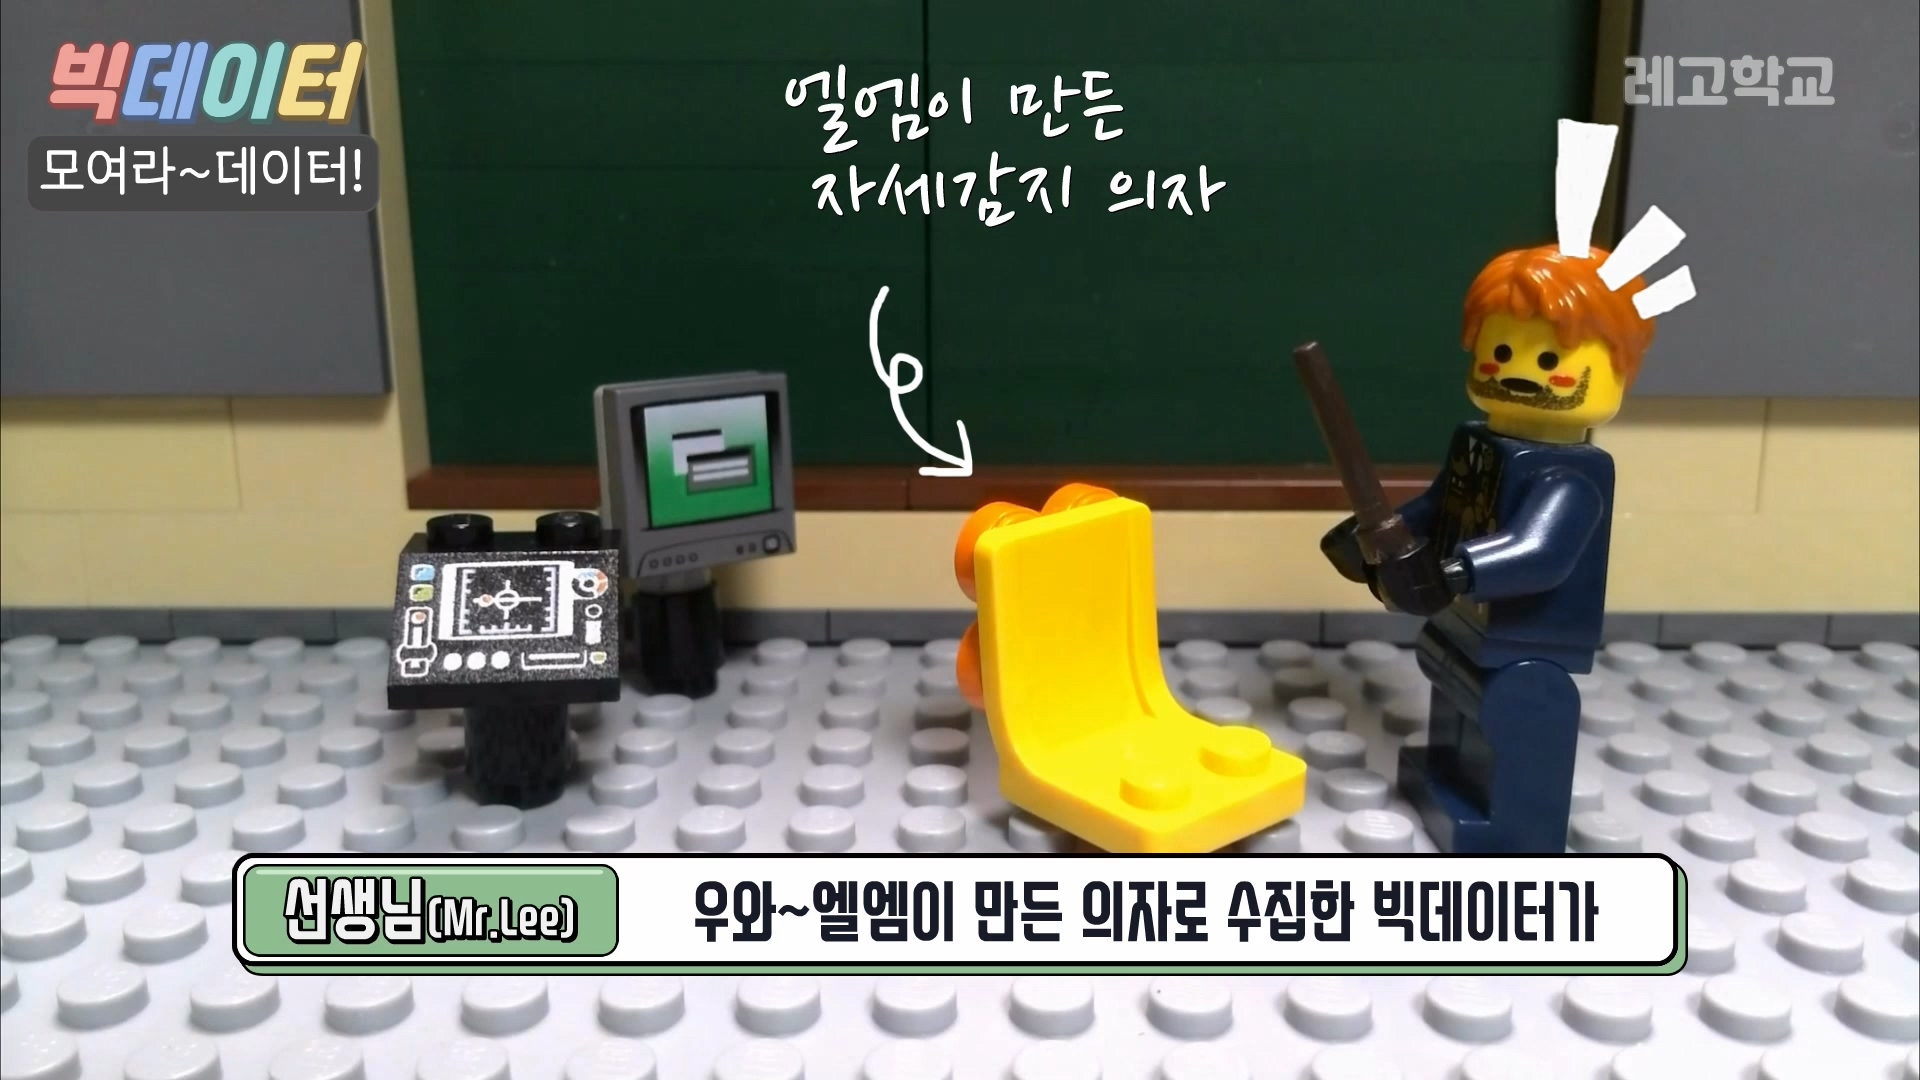 빅데이터
모여라~데이터!
엘엠이 만든
자세감지 의자
레고학교
선생님(Mr.Lee)
우와~엘엠이 만든 의자로 수집한 빅데이터가